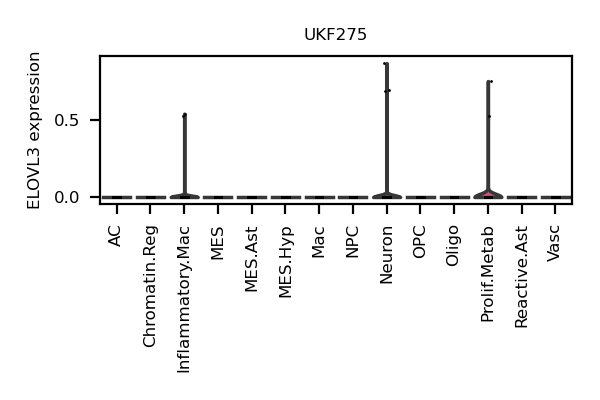 UKF275
ELOVL3 expression
0.5
0.0
AC
Chromatin.Reg
Inflammatory.Mac
MES
MES.Ast
MES.Hyp
Mac
NPC
Neuron
OPC
Oligo
Prolif.Metab
Reactive.Ast
Vasc